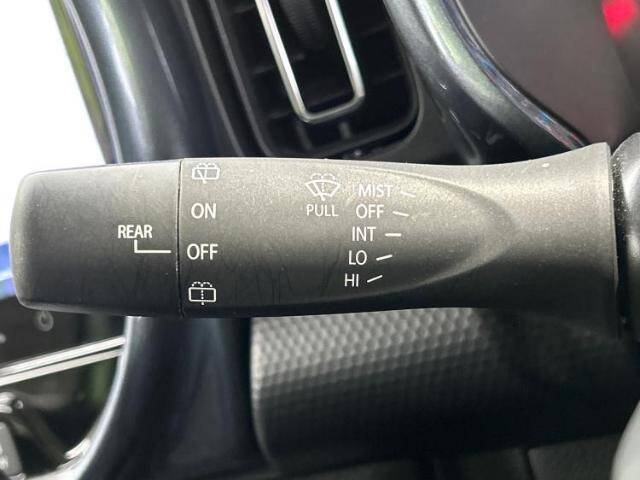 MIST
ON
PULL
OFF
REAR
OFF
INT
LO
HI